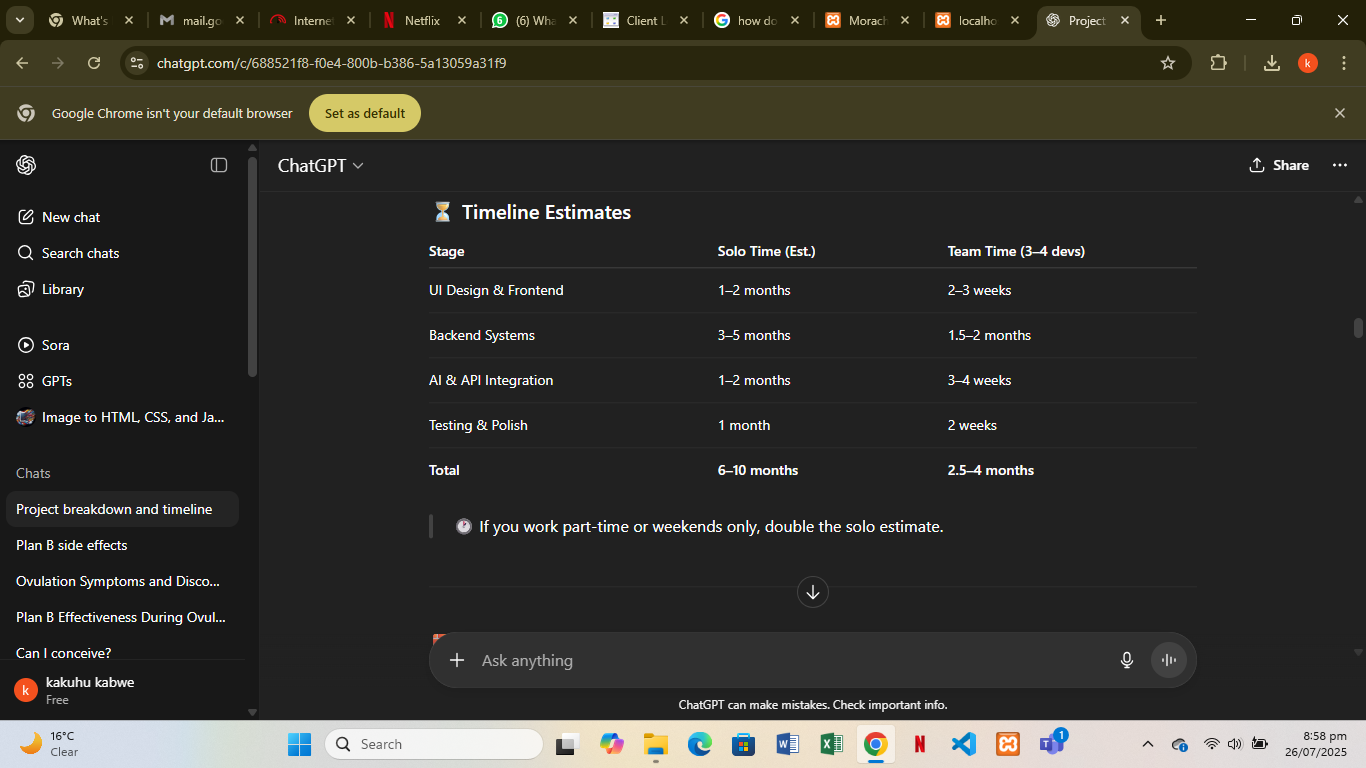 What's
mail.go
Internet
Netflix
(6) Wha
Client L
how do
Morach
localho
Project
chatgpt.com/c/688521f8-f0e4-800b-b386-5a13059a31f9
k
Google Chrome isn't your default browser
Set as default
ChatGPT
Share
New chat
Search chats
Library
Sora
GPTs
Image to HTML, CSS, and Ja...
Chats
Project breakdown and timeline
Plan B side effects
Ovulation Symptoms and Disco...
Plan B Effectiveness During Ovul...
Can I conceive?
k
kakuhu kabwe
Free
Timeline Estimates
Stage Solo Time (Est.) Team Time (3–4 devs)
UI Design & Frontend 1–2 months 2–3 weeks
Backend Systems 3–5 months 1.5–2 months
AI & API Integration 1–2 months 3–4 weeks
Testing & Polish 1 month 2 weeks
Total 6–10 months 2.5–4 months
If you work part-time or weekends only, double the solo estimate.
Ask anything
ChatGPT can make mistakes. Check important info.
16°C
Clear
Search
1
8:58 pm
26/07/2025